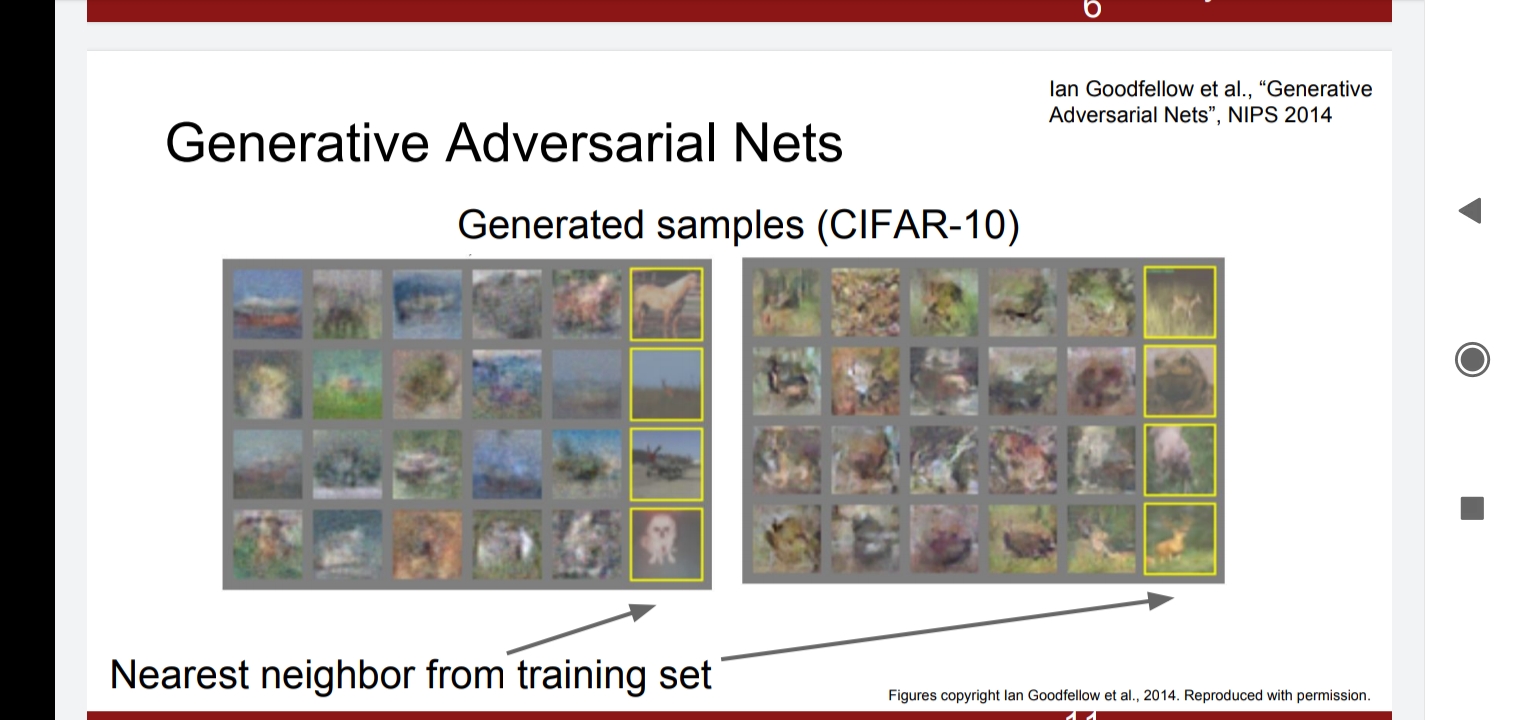 6
Ian Goodfellow et al., “Generative
Adversarial Nets”, NIPS 2014
Generative Adversarial Nets
Generated samples (CIFAR-10)
Nearest neighbor from training set
Figures copyright Ian Goodfellow et al., 2014. Reproduced with permission.